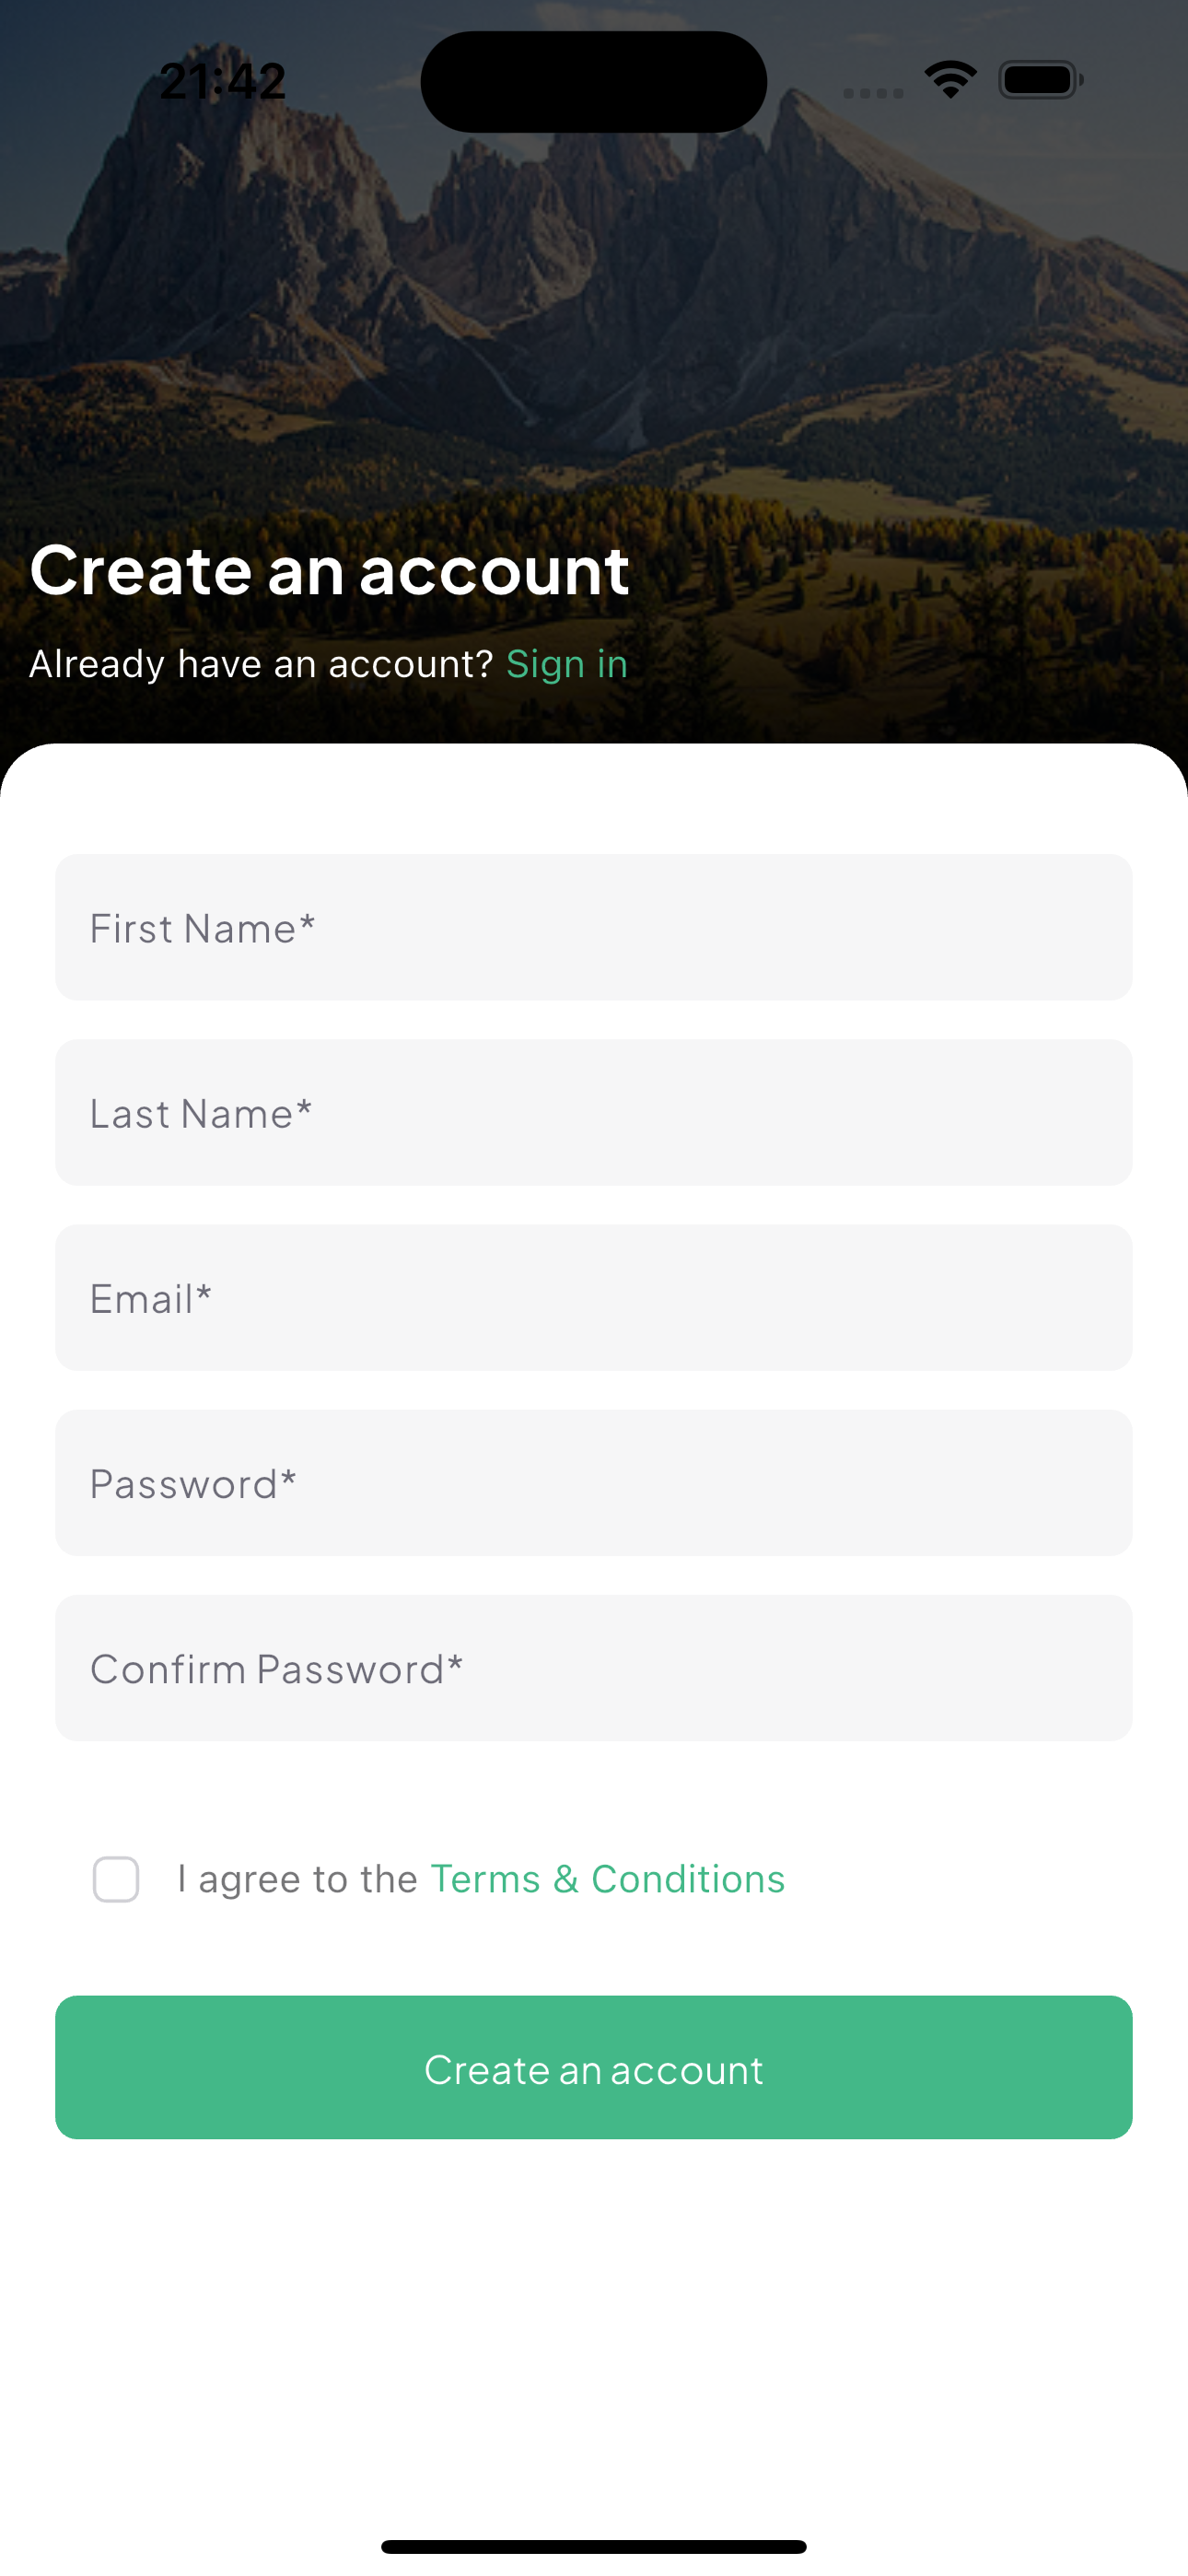 21:42
Create an account
Already have an account? Sign in
First Name*
Last Name*
Email*
Password*
Confirm Password*
I agree to the Terms & Conditions
Create an account